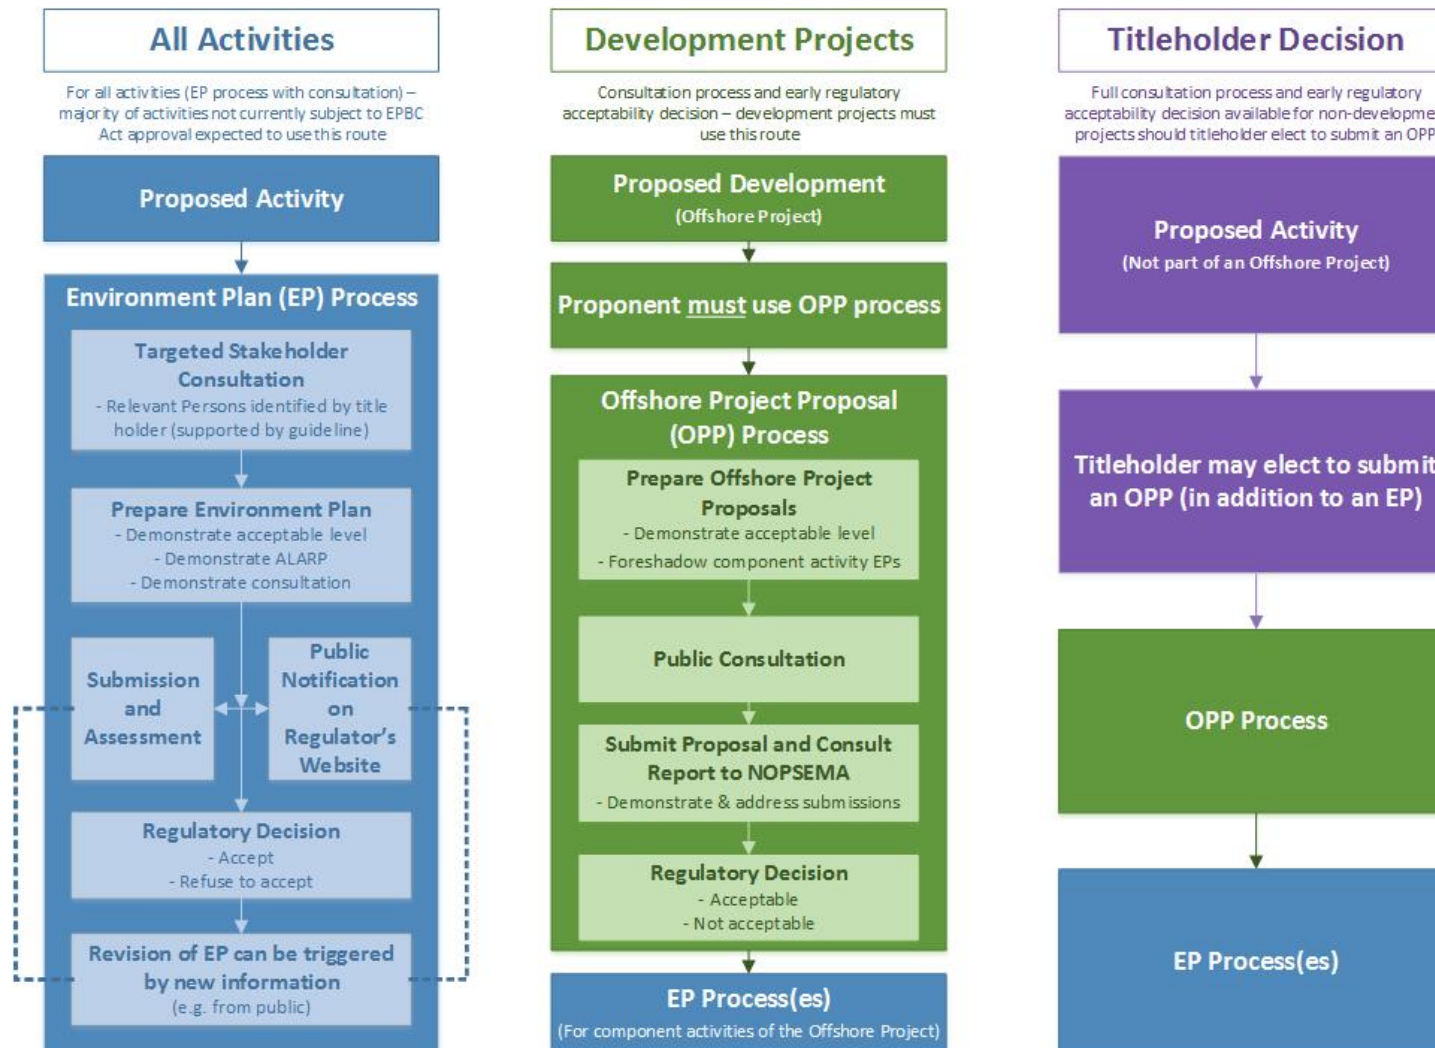 All Activities
For all activities (EP process with consultation) –
majority of activities not currently subject to EPBC
Act approval expected to use this route
Proposed Activity
Environment Plan (EP) Process
Targeted Stakeholder
Consultation
- Relevant Persons identified by title
holder (supported by guideline)
Prepare Environment Plan
- Demonstrate acceptable level
- Demonstrate ALARP
- Demonstrate consultation
Submission
and
Assessment
Public
Notification
on
Regulator's
Website
Regulatory Decision
- Accept
- Refuse to accept
Revision of EP can be triggered
by new information
(e.g. from public)
Development Projects
Consultation process and early regulatory
acceptability decision – development projects must
use this route
Proposed Development
(Offshore Project)
Proponent must use OPP process
Offshore Project Proposal
(OPP) Process
Prepare Offshore Project
Proposals
- Demonstrate acceptable level
- Foreshadow component activity EPs
Public Consultation
Submit Proposal and Consult
Report to NOPSEMA
- Demonstrate & address submissions
Regulatory Decision
- Acceptable
- Not acceptable
EP Process(es)
(For component activities of the Offshore Project)
Titleholder Decision
Full consultation process and early regulatory
acceptability decision available for non-developme
projects should titleholder elect to submit an OPP
Proposed Activity
(Not part of an Offshore Project)
Titleholder may elect to submit
an OPP (in addition to an EP)
OPP Process
EP Process(es)